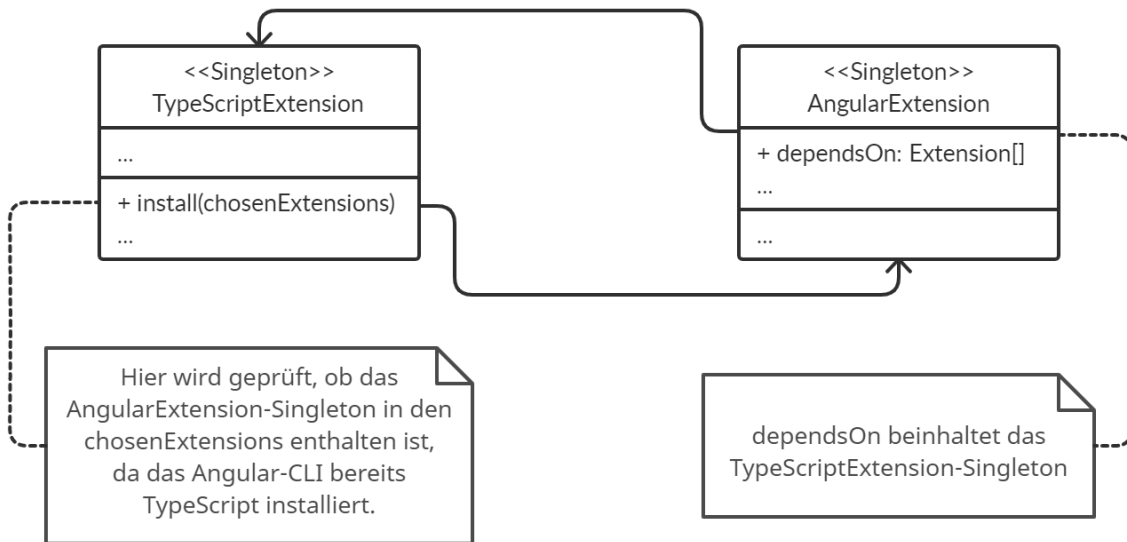 <<Singleton>>
TypeScriptExtension
...
+ install(chosenExtensions)
...
<<Singleton>>
AngularExtension
+ dependsOn: Extension[]
...
...
Hier wird geprüft, ob das
AngularExtension-Singleton in den
chosenExtensions enthalten ist,
da das Angular-CLI bereits
TypeScript installiert.
dependsOn beinhaltet das
TypeScriptExtension-Singleton